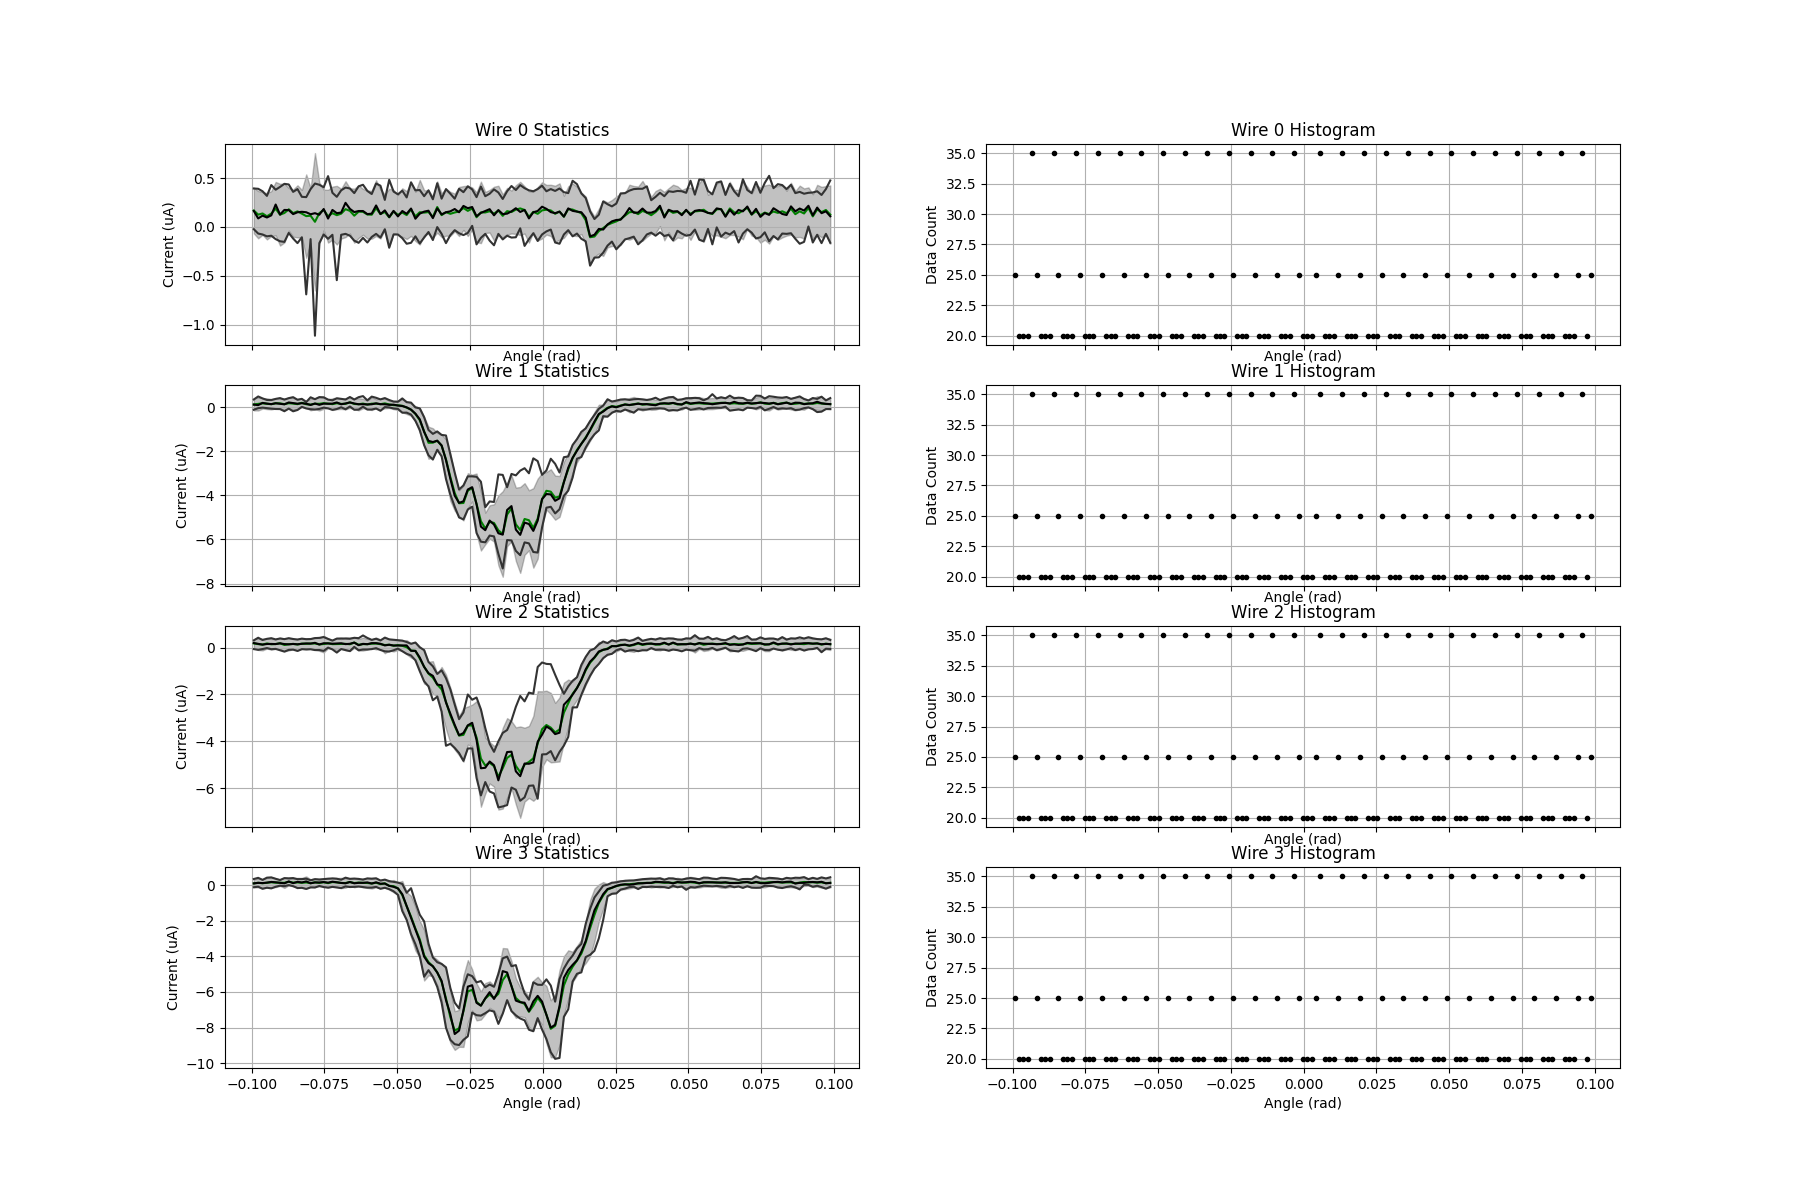 Wire 0 Statistics
Current (uA)
0.5
0.0
−0.5
−1.0
Angle (rad)
Wire 0 Histogram
Data Count
35.0
32.5
30.0
27.5
25.0
22.5
20.0
Angle (rad)
Wire 1 Statistics
Current (uA)
0
−2
−4
−6
−8
Angle (rad)
Wire 1 Histogram
Data Count
35.0
32.5
30.0
27.5
25.0
22.5
20.0
Angle (rad)
Wire 2 Statistics
Current (uA)
0
−2
−4
−6
Angle (rad)
Wire 2 Histogram
Data Count
35.0
32.5
30.0
27.5
25.0
22.5
20.0
Angle (rad)
Wire 3 Statistics
Current (uA)
0
−2
−4
−6
−8
−10
−0.100 −0.075 −0.050 −0.025 0.000 0.025 0.050 0.075 0.100
Angle (rad)
Wire 3 Histogram
Data Count
35.0
32.5
30.0
27.5
25.0
22.5
20.0
−0.100 −0.075 −0.050 −0.025 0.000 0.025 0.050 0.075 0.100
Angle (rad)